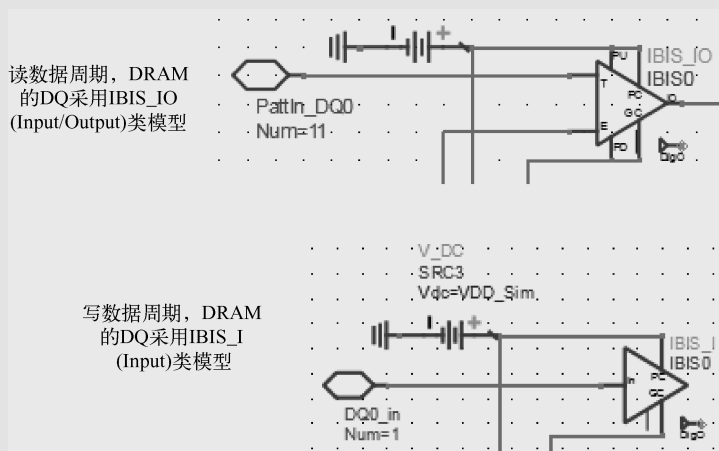 读数据周期，DRAM
的DQ采用IBIS_IO
(Input/Output)类模型
PattIn_DQ0
Num=11
PU
IBIS_IO
IBIS0
T
PC
IO
GC
E
PD
DigO
V_DC
SRC3
Vdc=VDD_Sim
写数据周期，DRAM
的DQ采用IBIS_I
(Input)类模型
IBIS_I
IBIS0
In
PC
GC
DQ0_in
Num=1
DigO